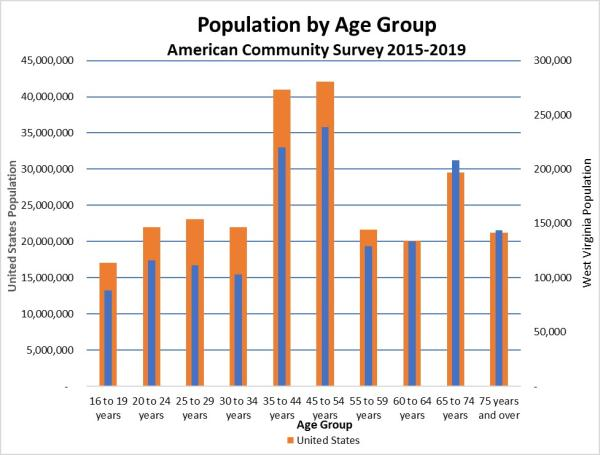 Population by Age Group
American Community Survey 2015-2019
United States Population
45,000,000
40,000,000
35,000,000
30,000,000
25,000,000
20,000,000
15,000,000
10,000,000
5,000,000
-
300,000
250,000
200,000
150,000
100,000
50,000
-
West Virginia Population
16 to 19
years
20 to 24
years
25 to 29
years
30 to 34
years
35 to 44
years
45 to 54
years
55 to 59
years
60 to 64
years
65 to 74
years
75 years
and over
Age Group
United States